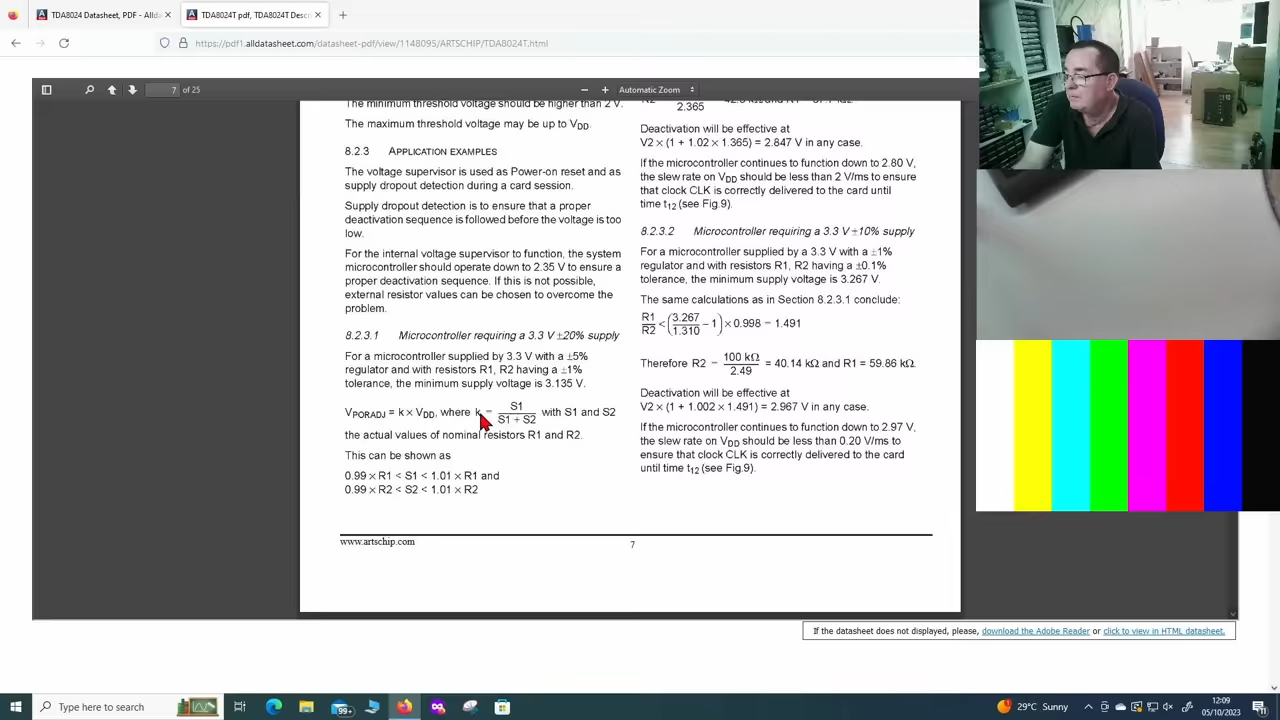 TDA8024 Datasheet, PDF - Allda
TDA8024T pdf, TDA8024T Descr
https://pdf1.alldatasheet.com/datasheet-pdf/view/1148095/ARTSCHIP/TDA8024T.html
7 of 25
Automatic Zoom
The minimum threshold voltage should be higher than 2 V.
The maximum threshold voltage may be up to VDD.
8.2.3 APPLICATION EXAMPLES
The voltage supervisor is used as Power-on reset and as
supply dropout detection during a card session.
Supply dropout detection is to ensure that a proper
deactivation sequence is followed before the voltage is too
low.
For the internal voltage supervisor to function, the system
microcontroller should operate down to 2.35 V to ensure a
proper deactivation sequence. If this is not possible,
external resistor values can be chosen to overcome the
problem.
8.2.3.1 Microcontroller requiring a 3.3 V ±20% supply
For a microcontroller supplied by 3.3 V with a ±5%
regulator and with resistors R1, R2 having a ±1%
tolerance, the minimum supply voltage is 3.135 V.
VPORADJ = k × VDD, where k = S1 / (S1 + S2) with S1 and S2
the actual values of nominal resistors R1 and R2.
This can be shown as
0.99 × R1 < S1 < 1.01 × R1 and
0.99 × R2 < S2 < 1.01 × R2
2.365
Deactivation will be effective at
V2 × (1 + 1.02 × 1.365) = 2.847 V in any case.
If the microcontroller continues to function down to 2.80 V,
the slew rate on VDD should be less than 2 V/ms to ensure
that clock CLK is correctly delivered to the card until
time t12 (see Fig.9).
8.2.3.2 Microcontroller requiring a 3.3 V ±10% supply
For a microcontroller supplied by a 3.3 V with a ±1%
regulator and with resistors R1, R2 having a ±0.1%
tolerance, the minimum supply voltage is 3.267 V.
The same calculations as in Section 8.2.3.1 conclude:
R1/R2 < (3.267/1.310 − 1) × 0.998 = 1.491
Therefore R2 = 100 kΩ/2.49 = 40.14 kΩ and R1 = 59.86 kΩ.
Deactivation will be effective at
V2 × (1 + 1.002 × 1.491) = 2.967 V in any case.
If the microcontroller continues to function down to 2.97 V,
the slew rate on VDD should be less than 0.20 V/ms to
ensure that clock CLK is correctly delivered to the card
until time t12 (see Fig.9).
www.artschip.com
7
If the datasheet does not displayed, please, download the Adobe Reader or click to view in HTML datasheet.
Type here to search
99+
29°C Sunny
12:09
05/10/2023